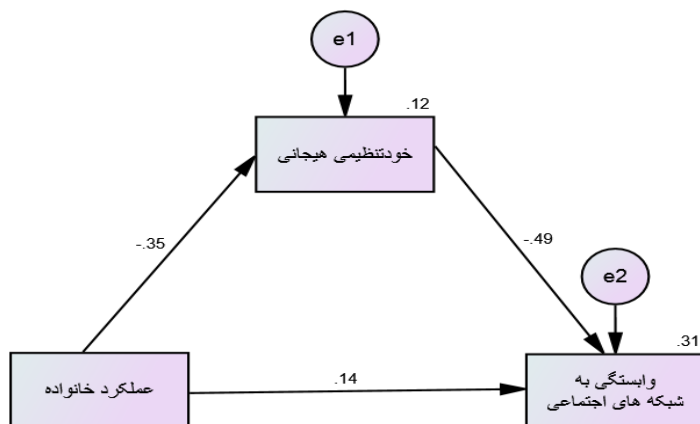 e1
.12
خودتنظیمی هیجانی
-.35
-.49
e2
.31
عملکرد خانواده
.14
وابستگی به
شبکه های اجتماعی